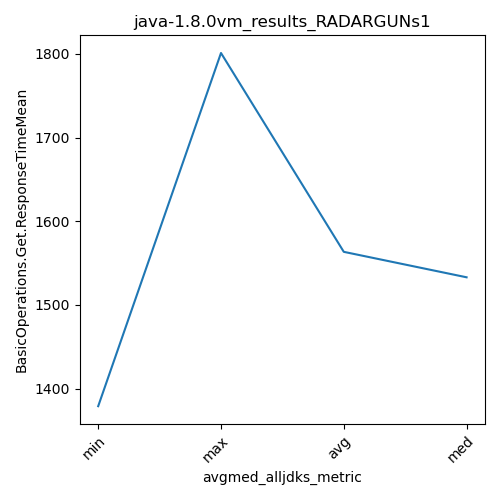 java-1.8.0vm_results_RADARGUNs1
BasicOperations.Get.ResponseTimeMean
1800
1700
1600
1500
1400
min
max
avg
med
avgmed_alljdks_metric